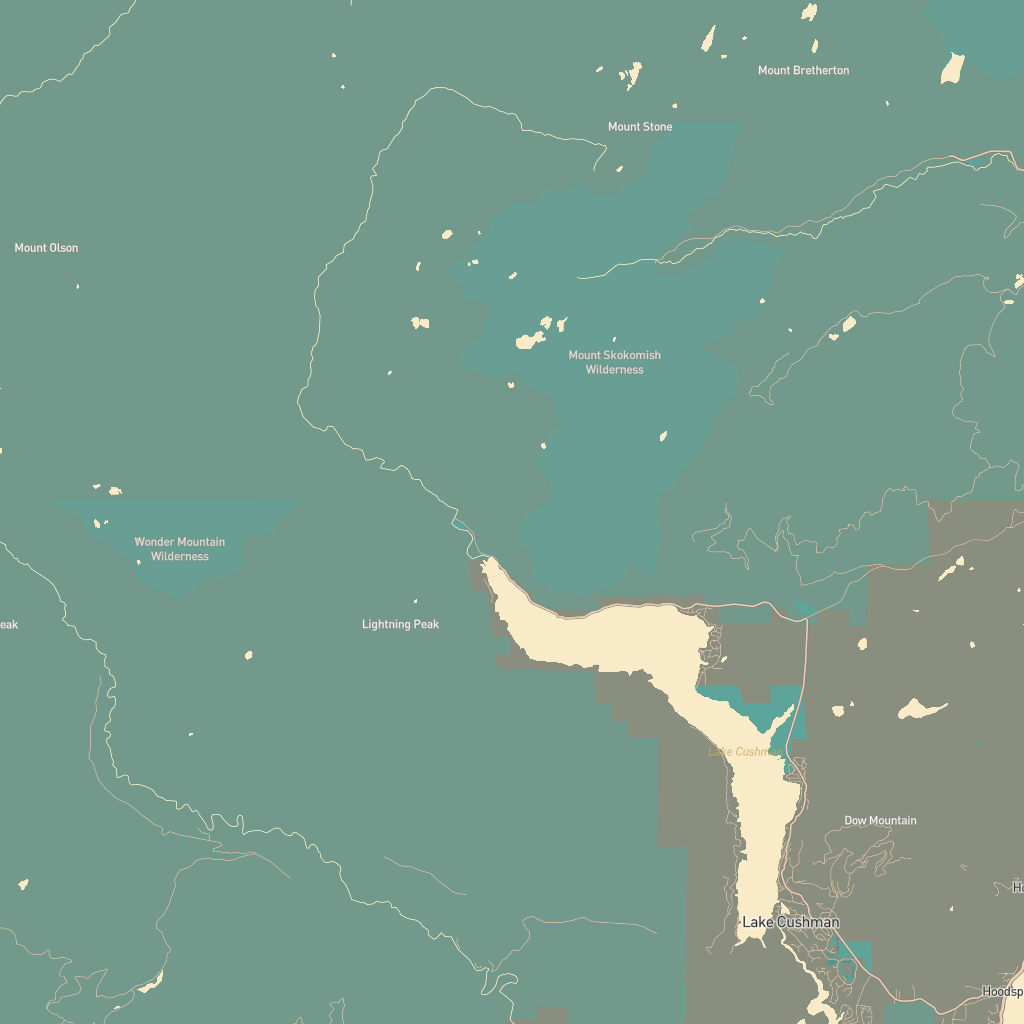 Mount Bretherton
Mount Stone
Mount Olson
Mount Skokomish
Wilderness
Wonder Mountain
Wilderness
eak
Lightning Peak
Lake Cushman
Dow Mountain
Ho
Lake Cushman
Hoodsp